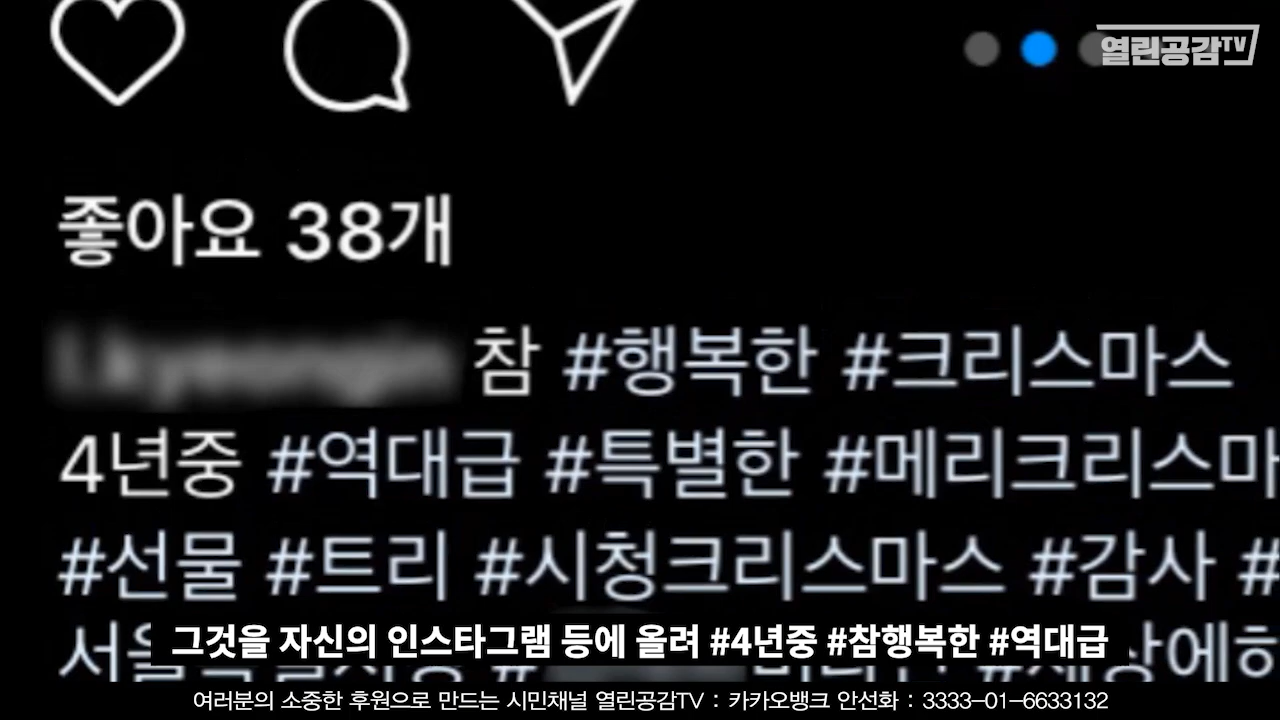 열린공감TV
좋아요 38개
참 #행복한 #크리스마스
4년중 #역대급 #특별한 #메리크리스마
#선물 #트리 #시청크리스마스 #감사 #
그것을 자신의 인스타그램 등에 올려 #4년중 #참행복한 #역대급
여러분의 소중한 후원으로 만드는 시민채널 열린공감TV : 카카오뱅크 안선화 : 3333-01-6633132